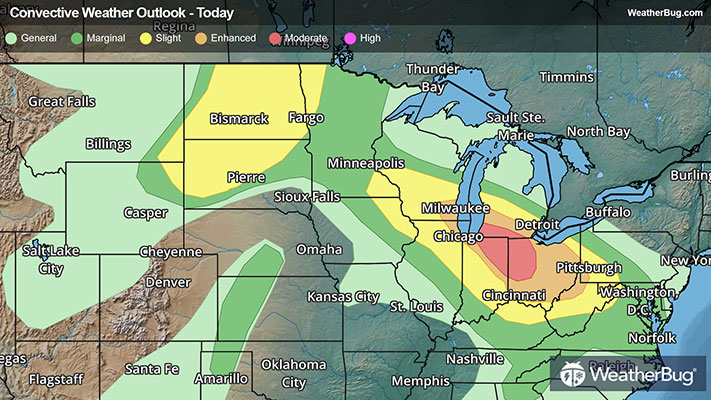 Convective Weather Outlook - Today
WeatherBug.com
Regina
Winnipeg
General Marginal Slight Enhanced Moderate High
Thunder
Bay
Timmins
Great Falls
Bismarck
Fargo
Sault Ste.
Marie
North Bay
Billings
Minneapolis
Pierre
Burling
Sioux Falls
Casper
Milwaukee
Detroit
Buffalo
Chicago
Salt Lake
City
Cheyenne
Omaha
Denver
Pittsburgh
New York
Kansas City
Cincinnati
St. Louis
Washington,
D.C.
Norfolk
egas
Santa Fe
Nashville
Raleigh
Flagstaff
Amarillo
Oklahoma
City
Memphis
WeatherBug®